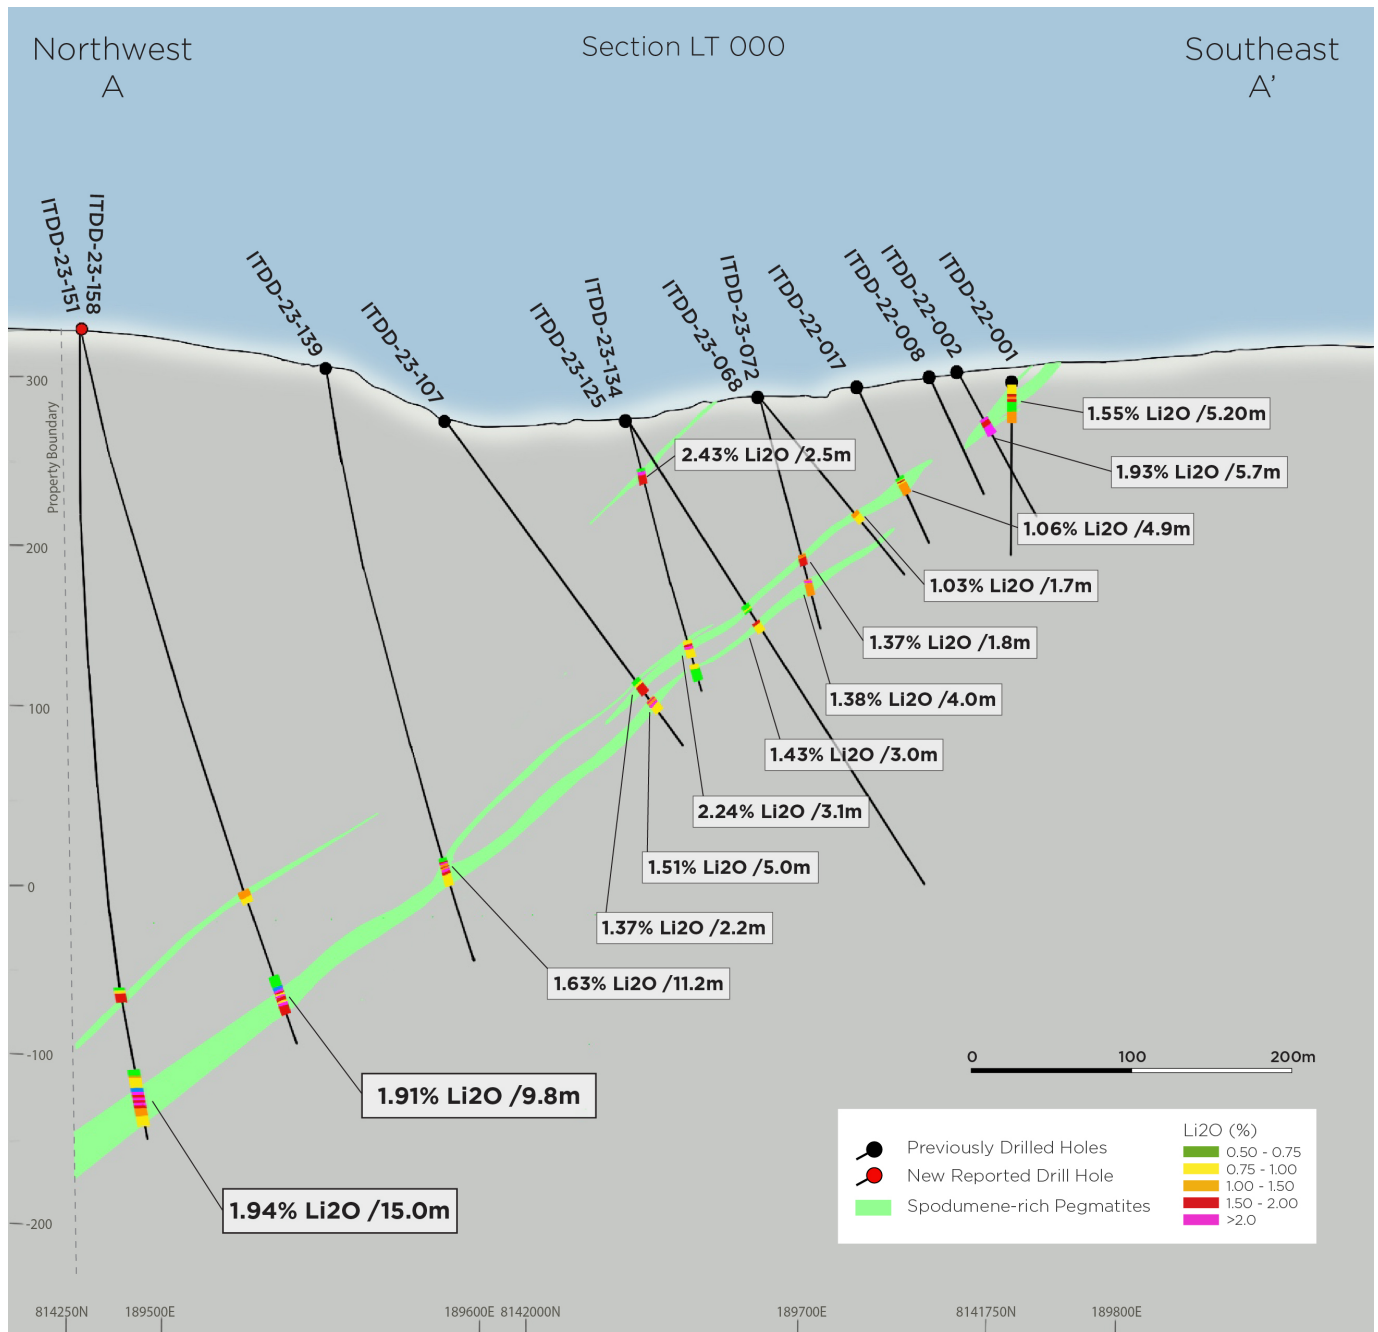 Northwest
A
Section LT 000
Southeast
A'
ITDD-23-151
ITDD-23-158
ITDD-23-139
ITDD-23-107
ITDD-23-125
ITDD-23-134
ITDD-23-068
ITDD-23-072
ITDD-22-017
ITDD-22-008
ITDD-22-002
ITDD-22-001
300
200
100
0
-100
-200
Property Boundary
1.55% Li2O /5.20m
2.43% Li2O /2.5m
1.93% Li2O /5.7m
1.06% Li2O /4.9m
1.03% Li2O /1.7m
1.37% Li2O /1.8m
1.38% Li2O /4.0m
1.43% Li2O /3.0m
2.24% Li2O /3.1m
1.51% Li2O /5.0m
1.37% Li2O /2.2m
1.63% Li2O /11.2m
1.91% Li2O /9.8m
1.94% Li2O /15.0m
0 100 200m
Previously Drilled Holes
New Reported Drill Hole
Spodumene-rich Pegmatites
Li2O (%)
0.50 - 0.75
0.75 - 1.00
1.00 - 1.50
1.50 - 2.00
>2.0
814250N 189500E 189600E 8142000N 189700E 8141750N 189800E